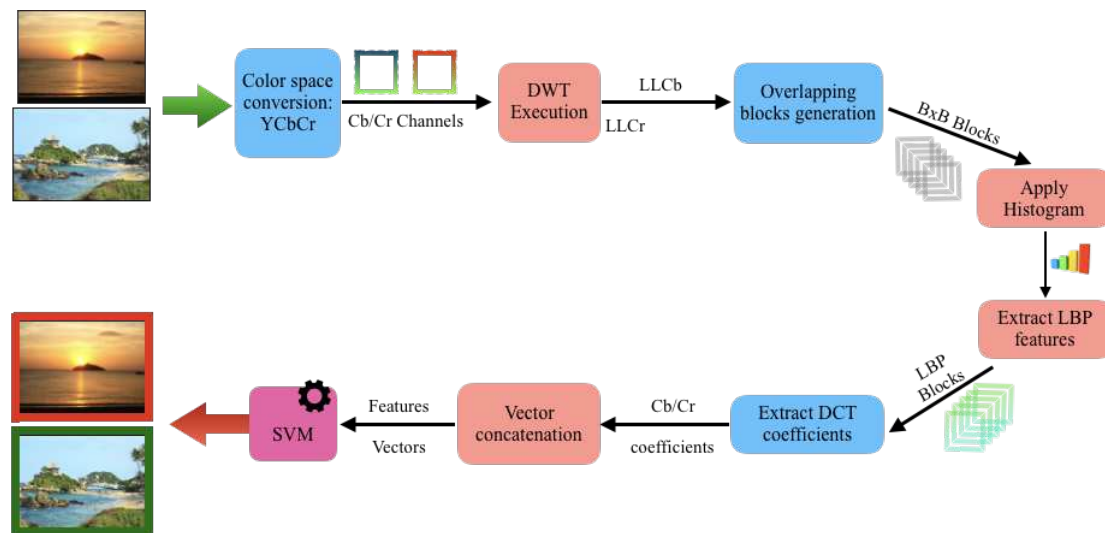 Color space
conversion:
YCbCr
Cb/Cr Channels
DWT
Execution
LLCb
LLCr
Overlapping
blocks generation
BxB Blocks
Apply
Histogram
Extract LBP
features
LBP
Blocks
Extract DCT
coefficients
Cb/Cr
coefficients
Vector
concatenation
Features
Vectors
SVM